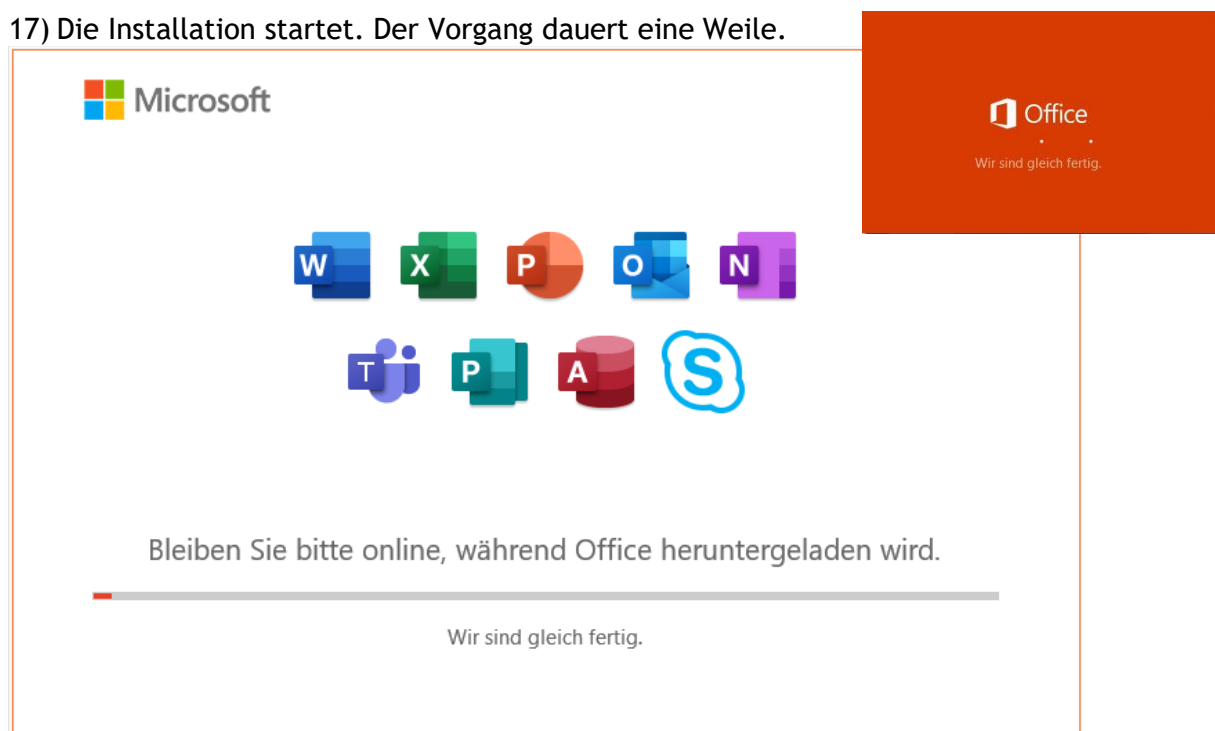 17) Die Installation startet. Der Vorgang dauert eine Weile.
Microsoft
Office
Wir sind gleich fertig.
W X P O N
T P A S
Bleiben Sie bitte online, während Office heruntergeladen wird.
Wir sind gleich fertig.